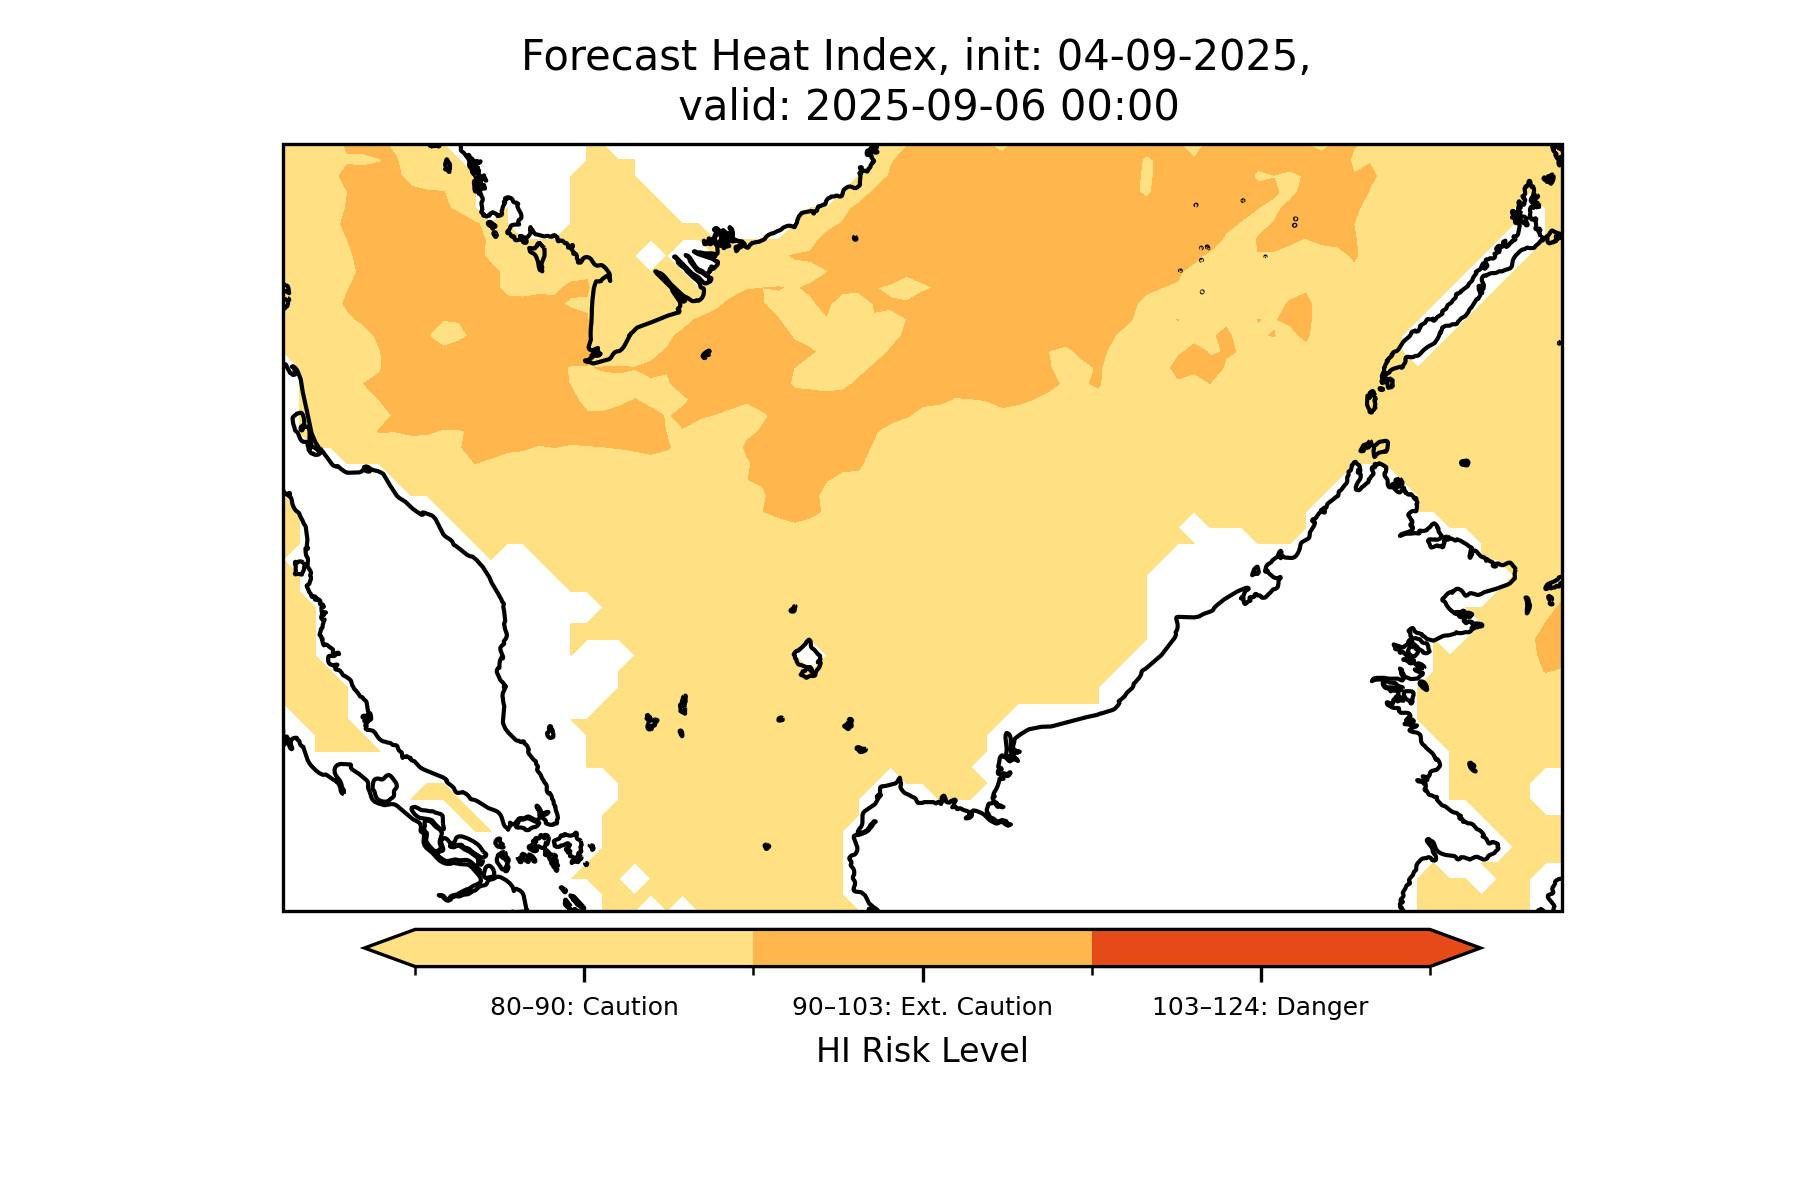 Forecast Heat Index, init: 04-09-2025,
valid: 2025-09-06 00:00
80–90: Caution
90–103: Ext. Caution
103–124: Danger
HI Risk Level